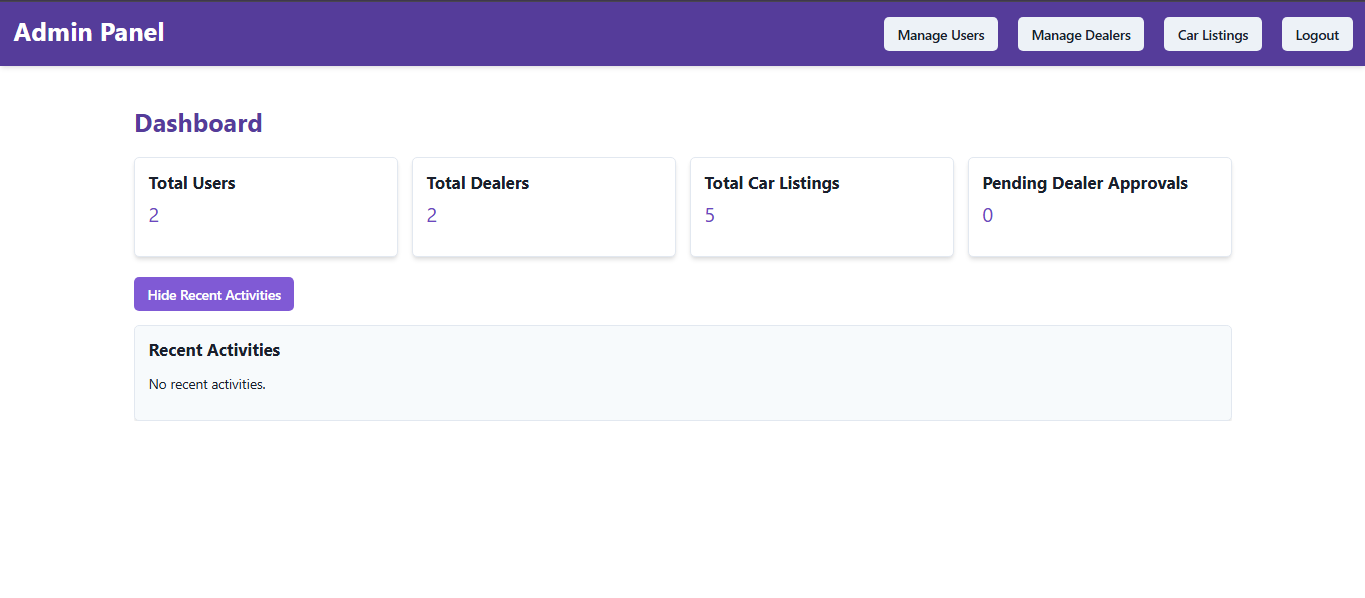 Admin Panel
Manage Users
Manage Dealers
Car Listings
Logout
Dashboard
Total Users
2
Total Dealers
2
Total Car Listings
5
Pending Dealer Approvals
0
Hide Recent Activities
Recent Activities
No recent activities.